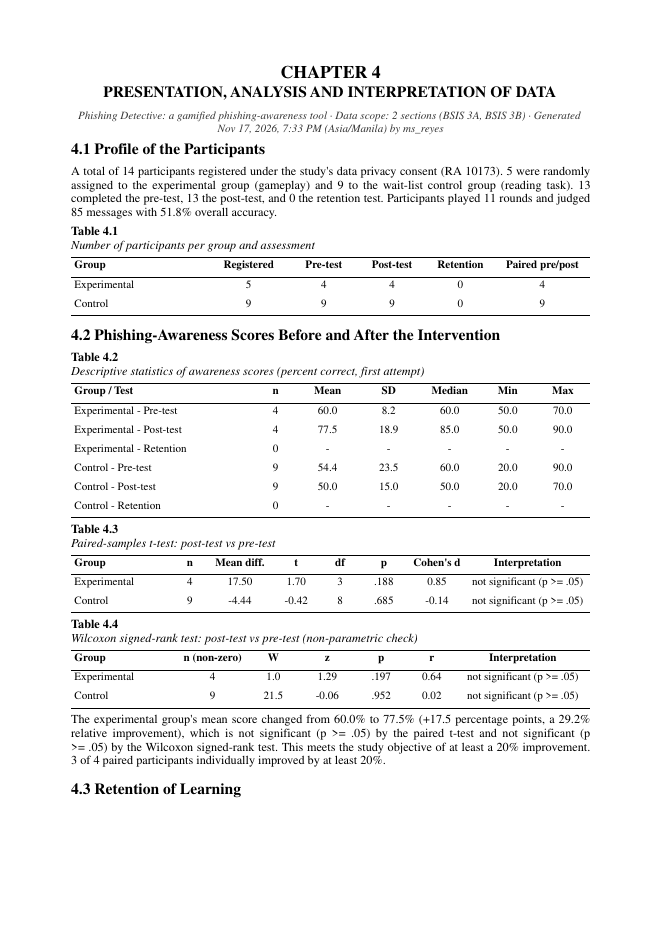 CHAPTER 4
PRESENTATION, ANALYSIS AND INTERPRETATION OF DATA
Phishing Detective: a gamified phishing-awareness tool · Data scope: 2 sections (BSIS 3A, BSIS 3B) · Generated
Nov 17, 2026, 7:33 PM (Asia/Manila) by ms_reyes
4.1 Profile of the Participants
A total of 14 participants registered under the study's data privacy consent (RA 10173). 5 were randomly
assigned to the experimental group (gameplay) and 9 to the wait-list control group (reading task). 13
completed the pre-test, 13 the post-test, and 0 the retention test. Participants played 11 rounds and judged
85 messages with 51.8% overall accuracy.
Table 4.1
Number of participants per group and assessment
Group Registered Pre-test Post-test Retention Paired pre/post
Experimental 5 4 4 0 4
Control 9 9 9 0 9
4.2 Phishing-Awareness Scores Before and After the Intervention
Table 4.2
Descriptive statistics of awareness scores (percent correct, first attempt)
Group / Test n Mean SD Median Min Max
Experimental - Pre-test 4 60.0 8.2 60.0 50.0 70.0
Experimental - Post-test 4 77.5 18.9 85.0 50.0 90.0
Experimental - Retention 0 - - - - -
Control - Pre-test 9 54.4 23.5 60.0 20.0 90.0
Control - Post-test 9 50.0 15.0 50.0 20.0 70.0
Control - Retention 0 - - - - -
Table 4.3
Paired-samples t-test: post-test vs pre-test
Group n Mean diff. t df p Cohen's d Interpretation
Experimental 4 17.50 1.70 3 .188 0.85 not significant (p >= .05)
Control 9 -4.44 -0.42 8 .685 -0.14 not significant (p >= .05)
Table 4.4
Wilcoxon signed-rank test: post-test vs pre-test (non-parametric check)
Group n (non-zero) W z p r Interpretation
Experimental 4 1.0 1.29 .197 0.64 not significant (p >= .05)
Control 9 21.5 -0.06 .952 0.02 not significant (p >= .05)
The experimental group's mean score changed from 60.0% to 77.5% (+17.5 percentage points, a 29.2%
relative improvement), which is not significant (p >= .05) by the paired t-test and not significant (p
>= .05) by the Wilcoxon signed-rank test. This meets the study objective of at least a 20% improvement.
3 of 4 paired participants individually improved by at least 20%.
4.3 Retention of Learning